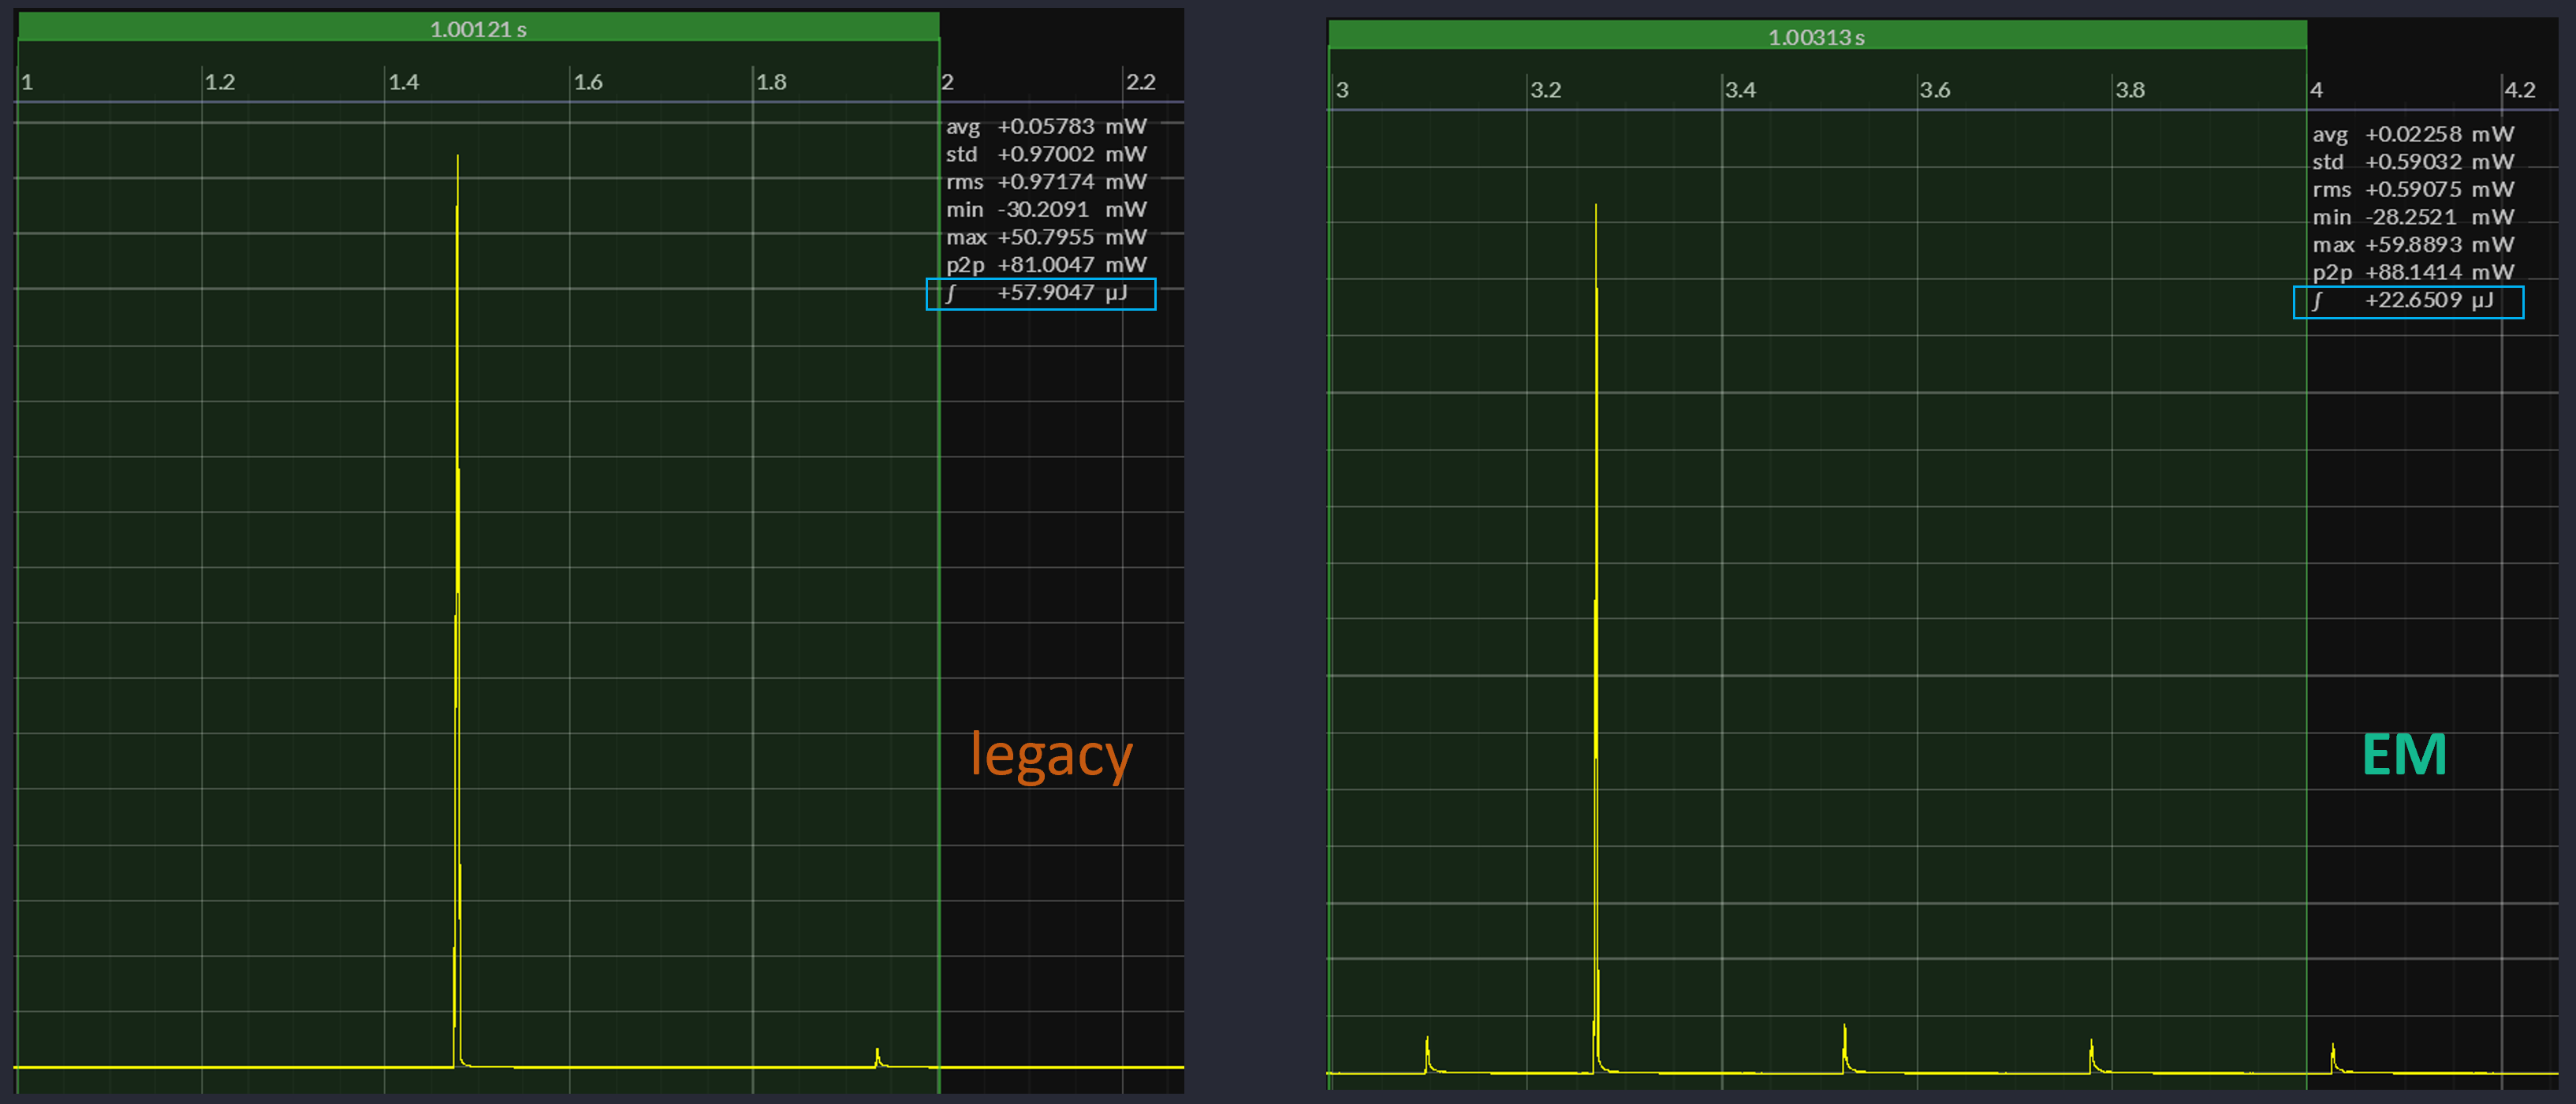 1.00121 s
1 1.2 1.4 1.6 1.8 2 2.2
avg +0.05783 mW
std +0.97002 mW
rms +0.97174 mW
min -30.2091 mW
max +50.7955 mW
p2p +81.0047 mW
∫ +57.9047 µJ
legacy
1.00313 s
3 3.2 3.4 3.6 3.8 4 4.2
avg +0.02258 mW
std +0.59032 mW
rms +0.59075 mW
min -28.2521 mW
max +59.8893 mW
p2p +88.1414 mW
∫ +22.6509 µJ
EM